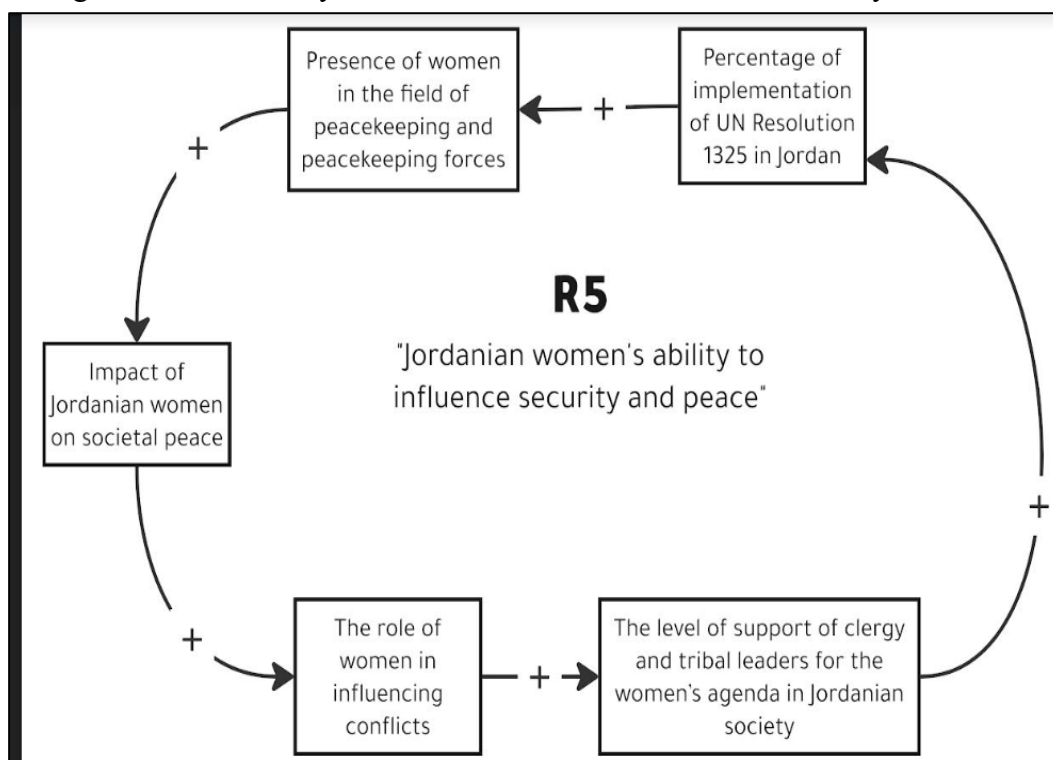 Presence of women
in the field of
peacekeeping and
peacekeeping forces
Percentage of
implementation
of UN Resolution
1325 in Jordan
+
+
R5
"Jordanian women's ability to
influence security and peace"
Impact of
Jordanian women
on societal peace
+
+
The role of
women in
influencing
conflicts
+
The level of support of clergy
and tribal leaders for the
women's agenda in Jordanian
society